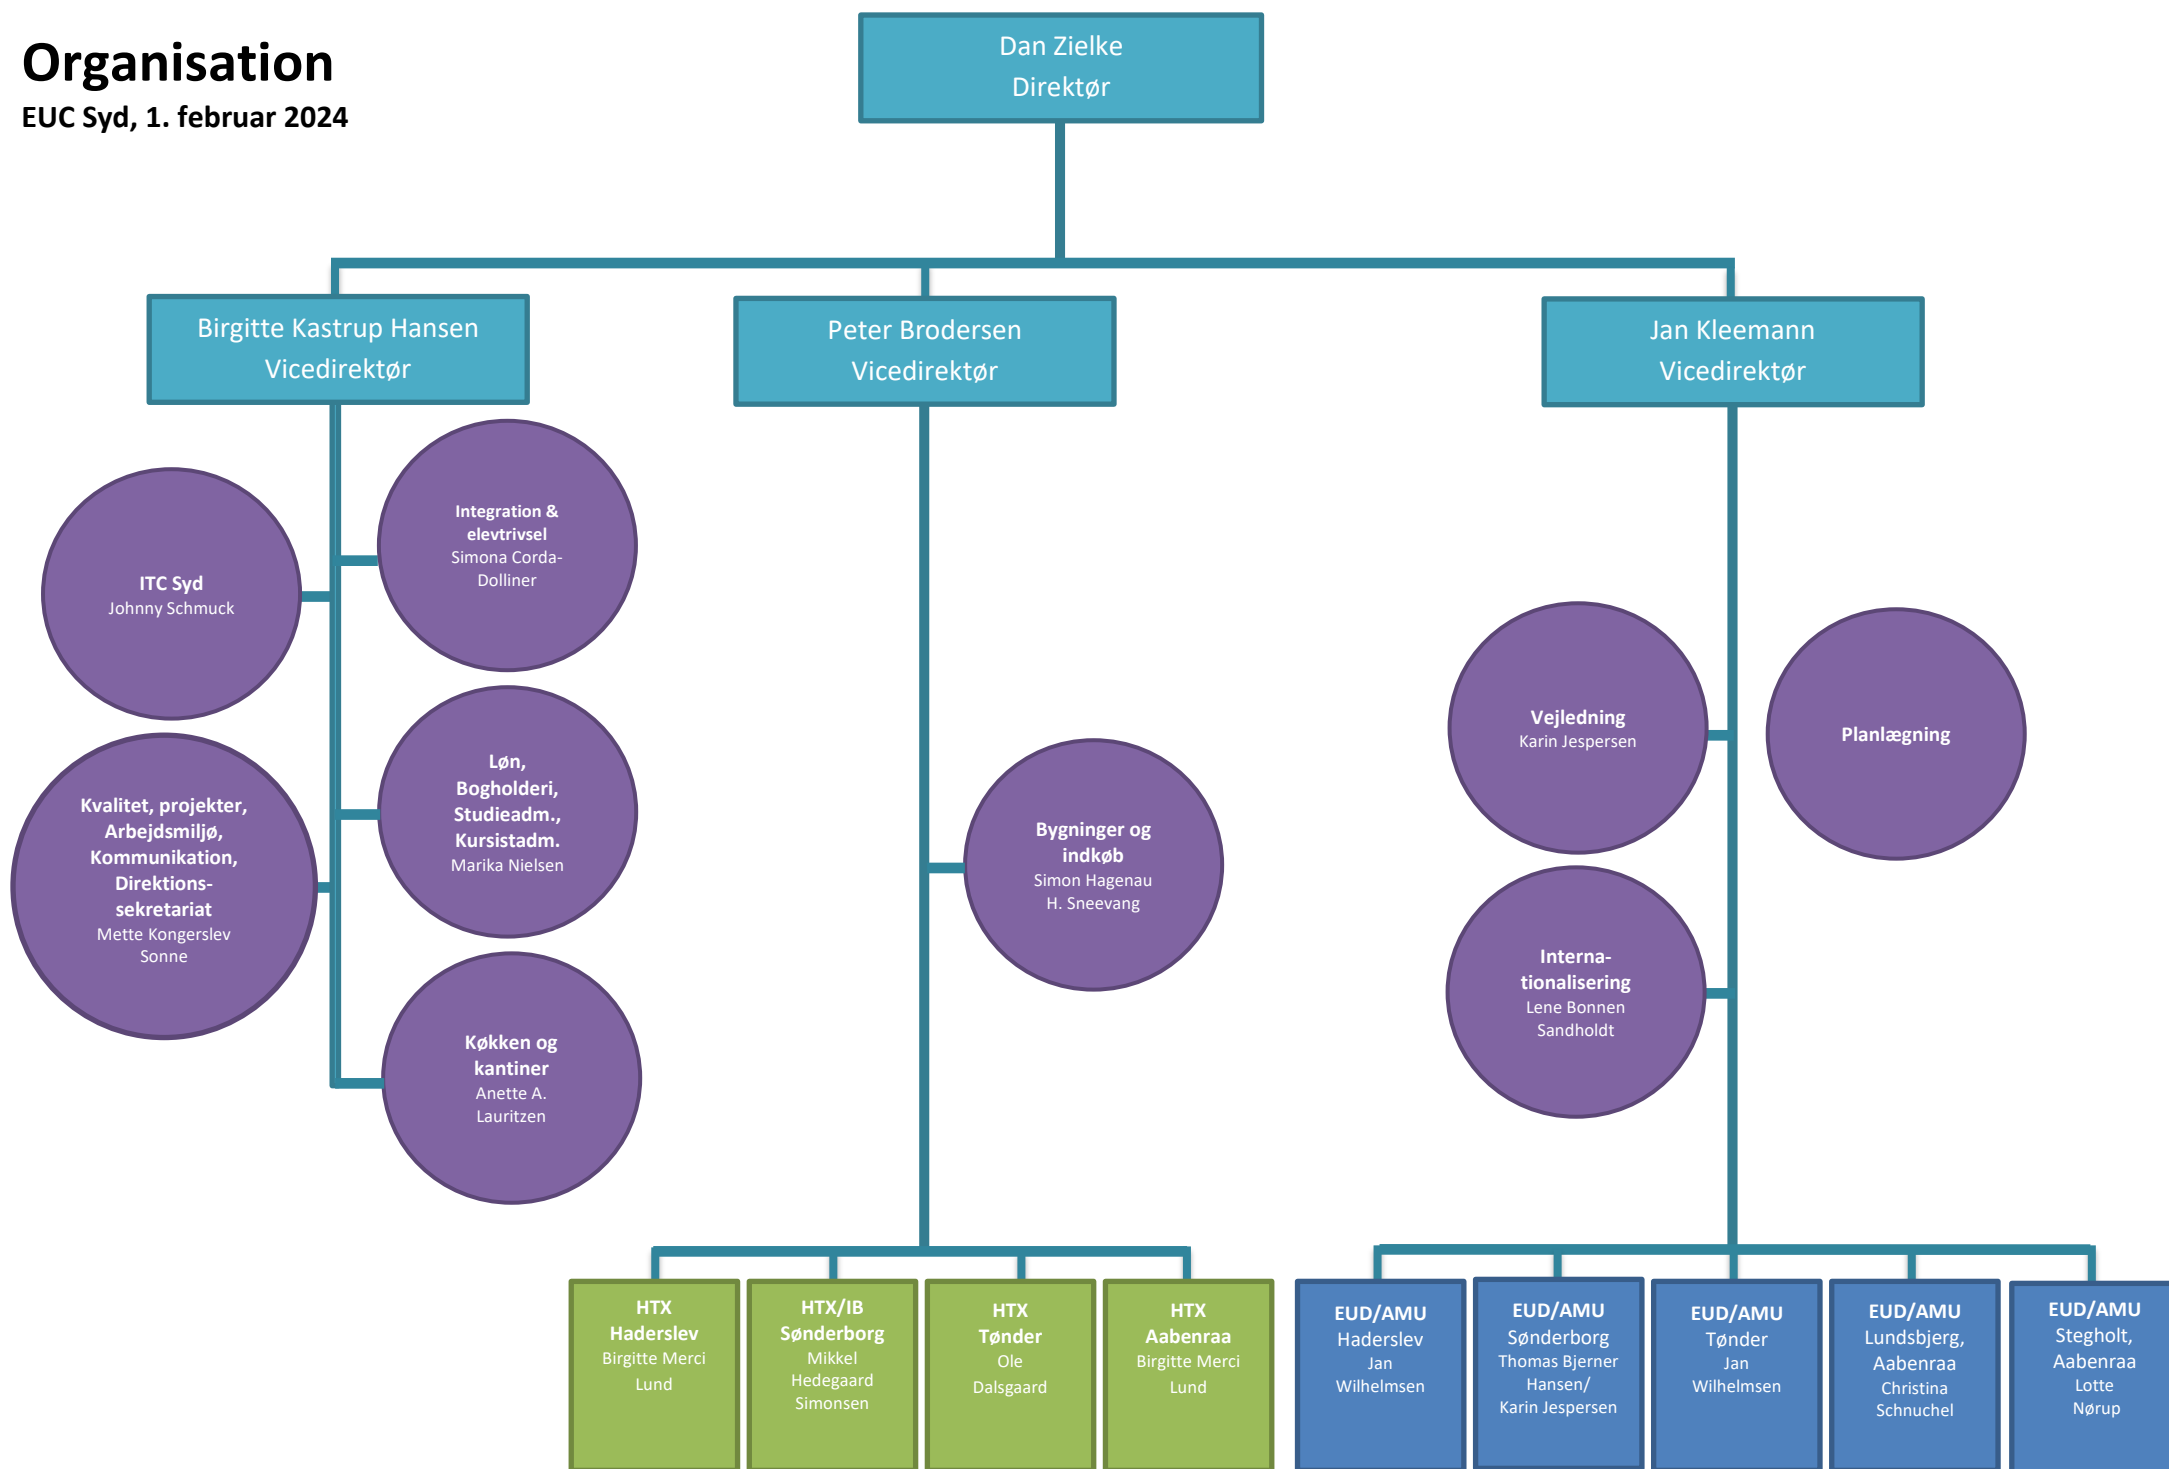 Organisation
EUC Syd, 1. februar 2024
Dan Zielke
Direktør
Birgitte Kastrup Hansen
Vicedirektør
Peter Brodersen
Vicedirektør
Jan Kleemann
Vicedirektør
ITC Syd
Johnny Schmuck
Integration &
elevtrivsel
Simona Corda-
Dolliner
Kvalitet, projekter,
Arbejdsmiljø,
Kommunikation,
Direktions-
sekretariat
Mette Kongerslev
Sonne
Løn,
Bogholderi,
Studieadm.,
Kursistadm.
Marika Nielsen
Køkken og
kantiner
Anette A.
Lauritzen
Bygninger og
indkøb
Simon Hagenau
H. Sneevang
Vejledning
Karin Jespersen
Planlægning
Interna-
tionalisering
Lene Bonnen
Sandholdt
HTX
Haderslev
Birgitte Merci
Lund
HTX/IB
Sønderborg
Mikkel
Hedegaard
Simonsen
HTX
Tønder
Ole
Dalsgaard
HTX
Aabenraa
Birgitte Merci
Lund
EUD/AMU
Haderslev
Jan
Wilhelmsen
EUD/AMU
Sønderborg
Thomas Bjerner
Hansen/
Karin Jespersen
EUD/AMU
Tønder
Jan
Wilhelmsen
EUD/AMU
Lundsbjerg,
Aabenraa
Christina
Schnuchel
EUD/AMU
Stegholt,
Aabenraa
Lotte
Nørup